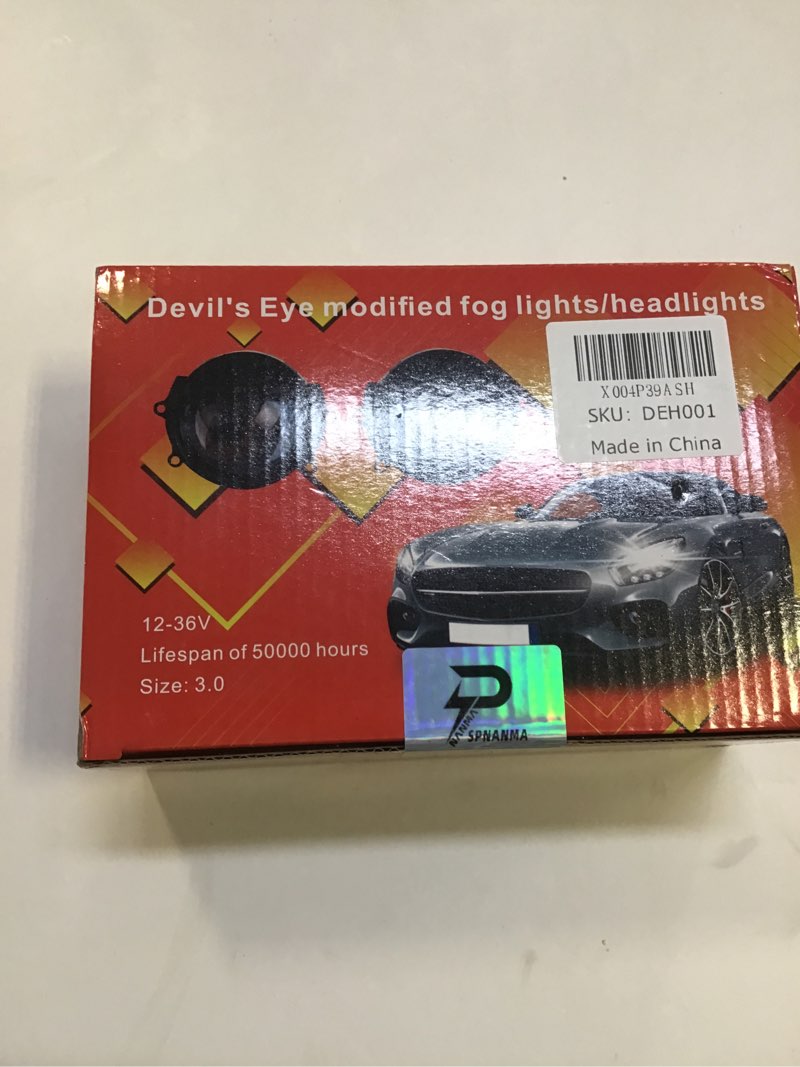 Devil's Eye modified fog lights/headlights
X004P39ASH
SKU: DEH001
Made in China
12-36V
Lifespan of 50000 hours
Size: 3.0
NANMA
SPNANMA